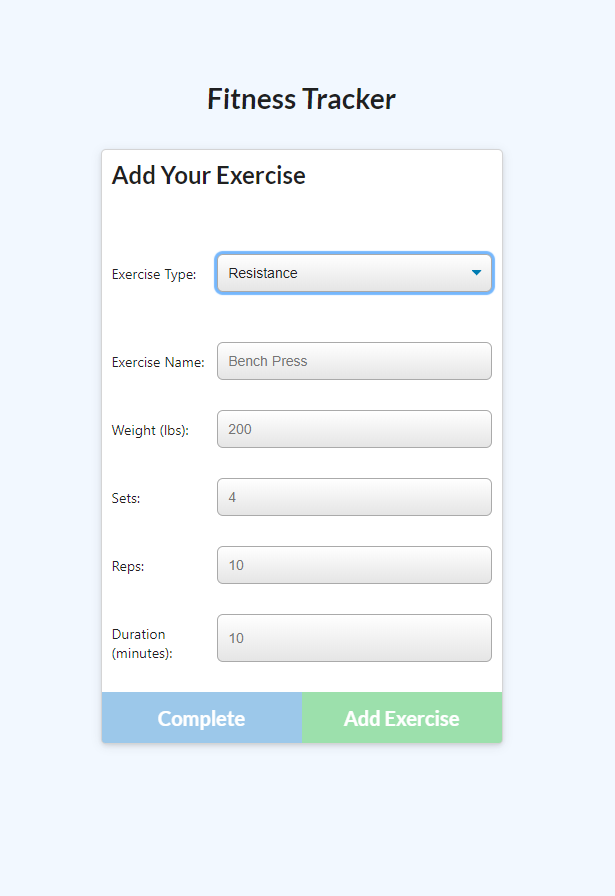 Fitness Tracker
Add Your Exercise
Exercise Type: Resistance
Exercise Name: Bench Press
Weight (lbs): 200
Sets: 4
Reps: 10
Duration
(minutes): 10
Complete Add Exercise